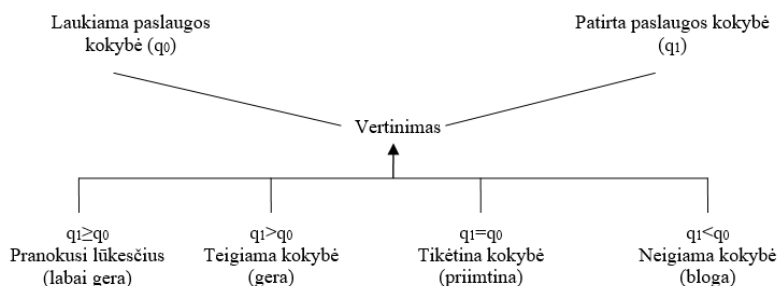 Laukiama paslaugos
kokybė (q₀)
Patirta paslaugos kokybė
(q₁)
Vertinimas
q₁≥q₀
Pranokusi lūkesčius
(labai gera)
q₁>q₀
Teigiama kokybė
(gera)
q₁=q₀
Tikėtina kokybė
(priimtina)
q₁<q₀
Neigiama kokybė
(bloga)